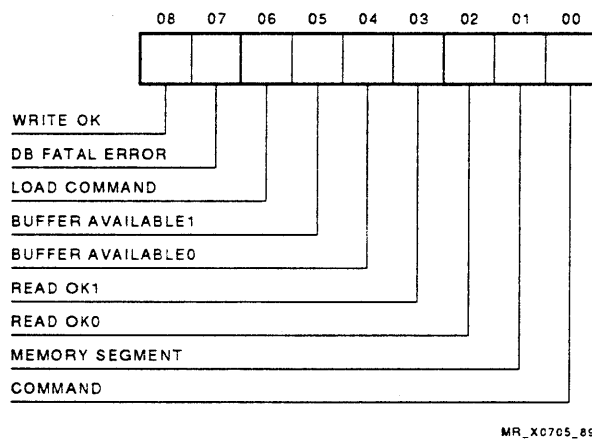 08 07 06 05 04 03 02 01 00
WRITE OK
DB FATAL ERROR
LOAD COMMAND
BUFFER AVAILABLE1
BUFFER AVAILABLE0
READ OK1
READ OK0
MEMORY SEGMENT
COMMAND
MR_X0705_89